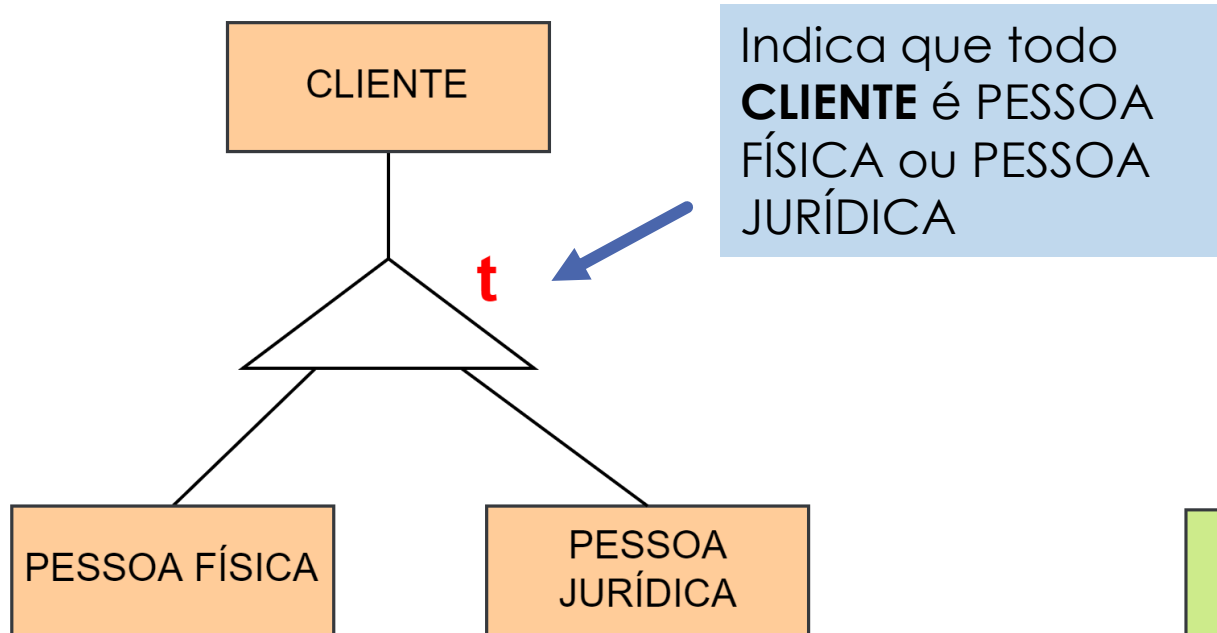 CLIENTE
Indica que todo
CLIENTE é PESSOA
FÍSICA ou PESSOA
JURÍDICA
t
PESSOA FÍSICA
PESSOA
JURÍDICA